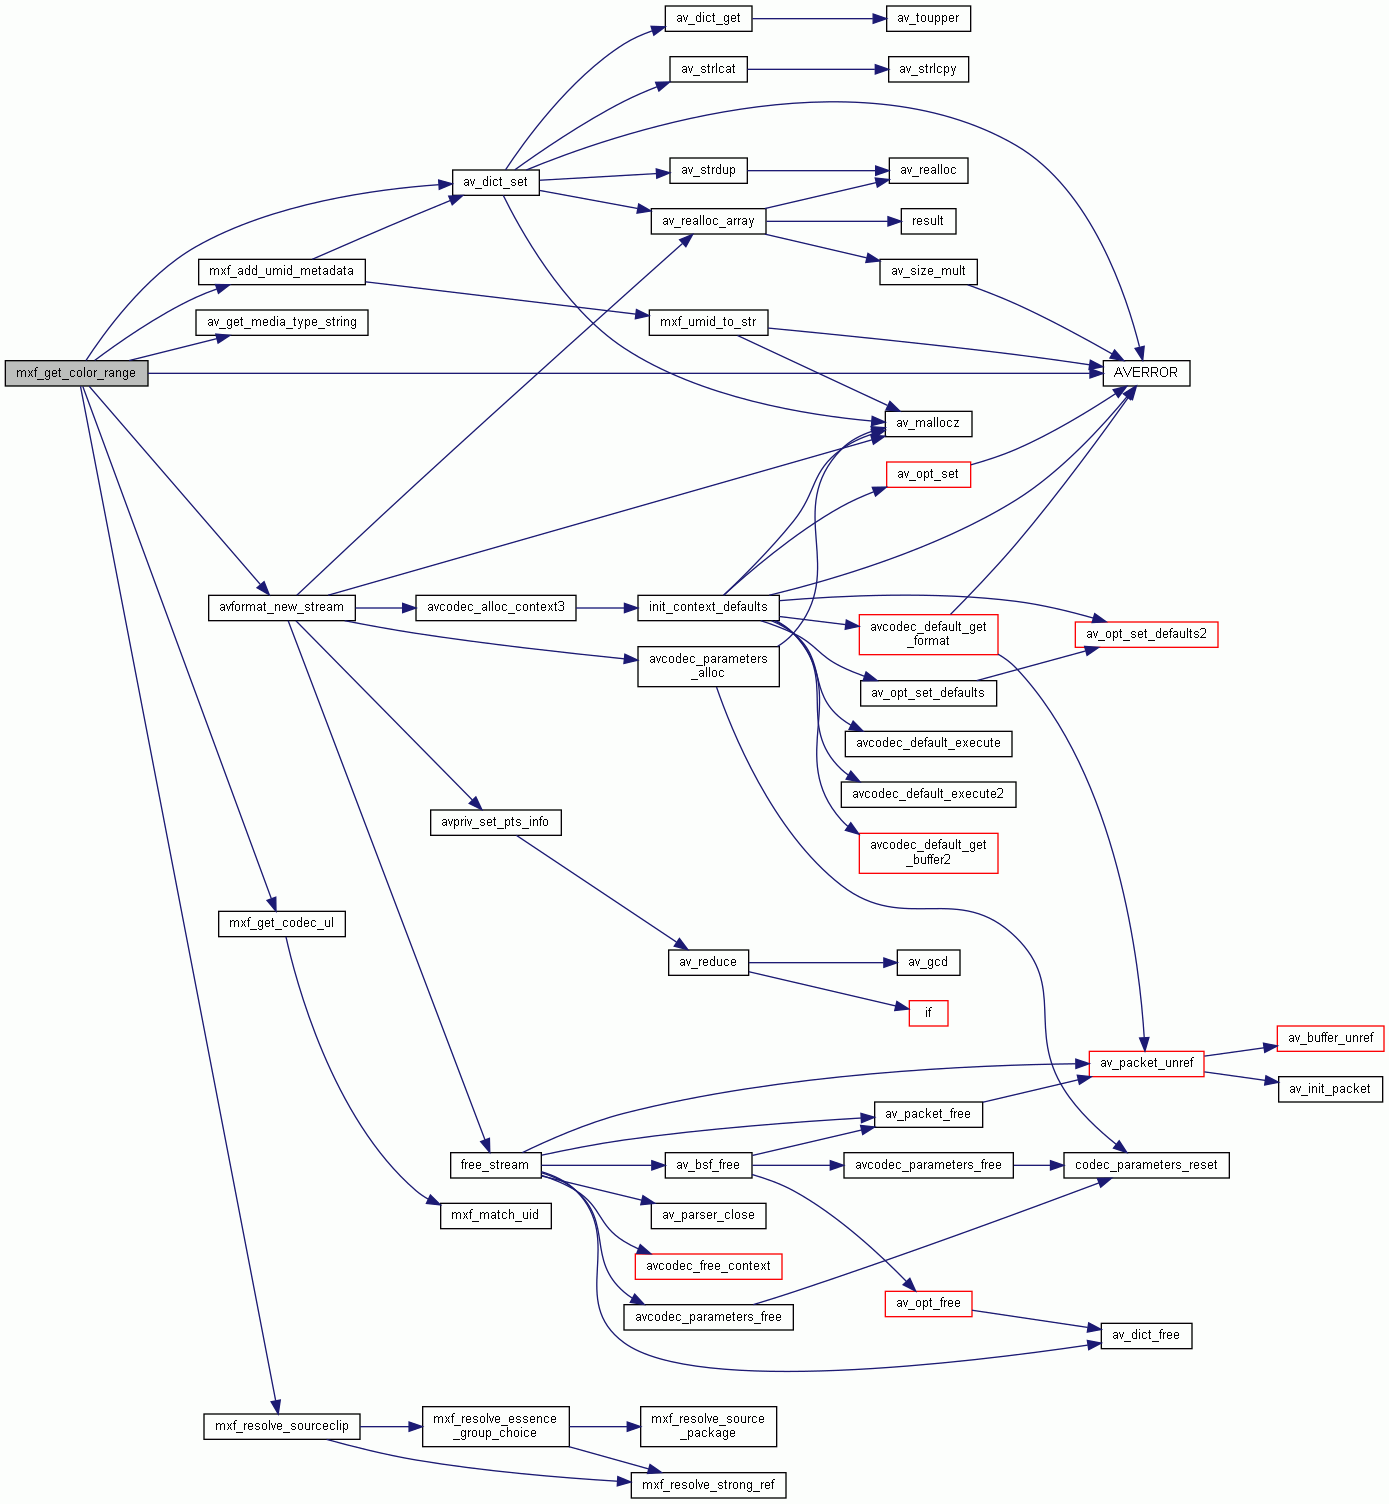 av_dict_get
av_toupper
av_strlcat
av_strlcpy
av_dict_set
av_strdup
av_realloc
av_realloc_array
result
mxf_add_umid_metadata
av_size_mult
av_get_media_type_string
mxf_umid_to_str
mxf_get_color_range
AVERROR
av_mallocz
av_opt_set
avformat_new_stream
avcodec_alloc_context3
init_context_defaults
avcodec_default_get
_format
av_opt_set_defaults2
avcodec_parameters
_alloc
av_opt_set_defaults
avcodec_default_execute
avcodec_default_execute2
avpriv_set_pts_info
avcodec_default_get
_buffer2
mxf_get_codec_ul
av_reduce
av_gcd
if
av_buffer_unref
av_packet_unref
av_init_packet
av_packet_free
free_stream
av_bsf_free
avcodec_parameters_free
codec_parameters_reset
mxf_match_uid
av_parser_close
avcodec_free_context
av_opt_free
avcodec_parameters_free
av_dict_free
mxf_resolve_sourceclip
mxf_resolve_essence
_group_choice
mxf_resolve_source
_package
mxf_resolve_strong_ref